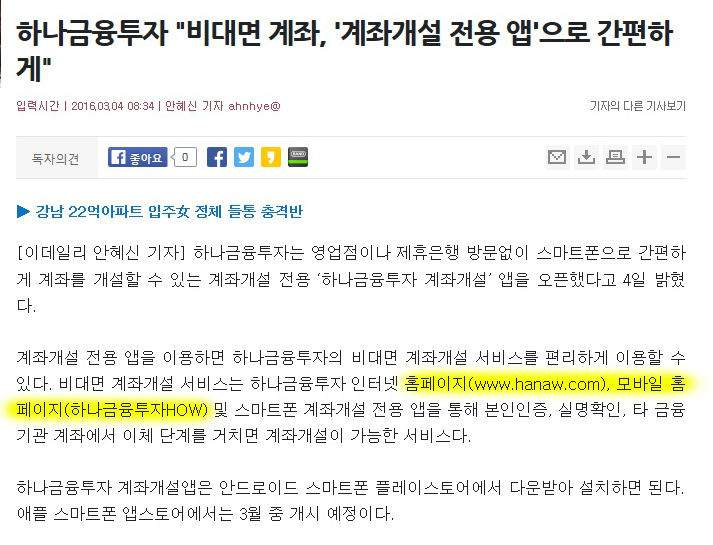 하나금융투자 "비대면 계좌, '계좌개설 전용 앱'으로 간편하
게"
입력시간 | 2016.03.04 08:34 | 안혜신 기자 ahnhye@
기자의 다른 기사보기
독자의견
좋아요 0
BAND
▶ 강남 22억아파트 입주女 정체 들통 충격반
[이데일리 안혜신 기자] 하나금융투자는 영업점이나 제휴은행 방문없이 스마트폰으로 간편하
게 계좌를 개설할 수 있는 계좌개설 전용 ‘하나금융투자 계좌개설’ 앱을 오픈했다고 4일 밝혔
다.
계좌개설 전용 앱을 이용하면 하나금융투자의 비대면 계좌개설 서비스를 편리하게 이용할 수
있다. 비대면 계좌개설 서비스는 하나금융투자 인터넷 홈페이지(www.hanaw.com), 모바일 홈
페이지(하나금융투자HOW) 및 스마트폰 계좌개설 전용 앱을 통해 본인인증, 실명확인, 타 금융
기관 계좌에서 이체 단계를 거치면 계좌개설이 가능한 서비스다.
하나금융투자 계좌개설앱은 안드로이드 스마트폰 플레이스토어에서 다운받아 설치하면 된다.
애플 스마트폰 앱스토어에서는 3월 중 개시 예정이다.